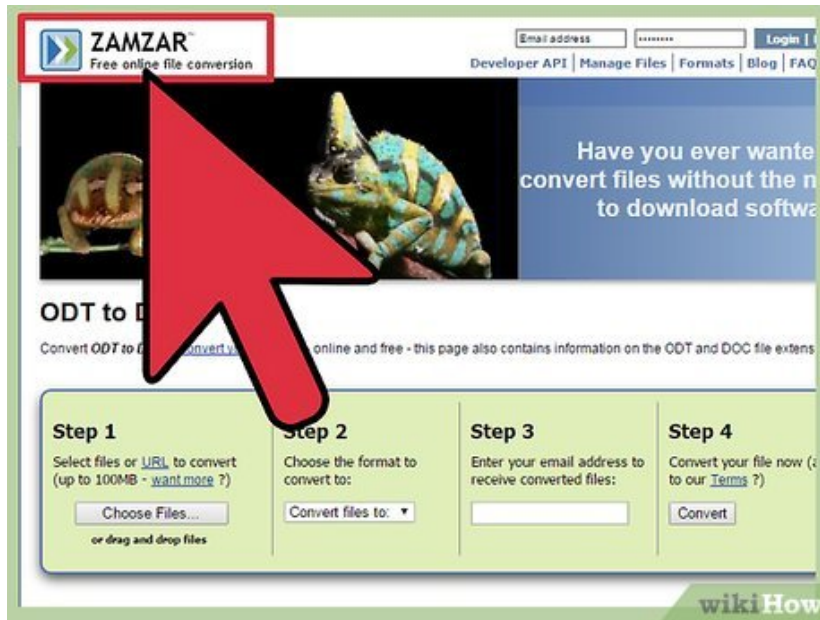 ZAMZAR™
Free online file conversion
Email address
••••••••
Login |
Developer API | Manage Files | Formats | Blog | FAQ
Have you ever wante
convert files without the n
to download softwa
ODT to D
Convert ODT to D online and free - this page also contains information on the ODT and DOC file extens
Step 1
Select files or URL to convert
(up to 100MB - want more ?)
Choose Files...
or drag and drop files
Step 2
Choose the format to
convert to:
Convert files to: ▼
Step 3
Enter your email address to
receive converted files:
Step 4
Convert your file now (a
to our Terms ?)
Convert
wikiHow